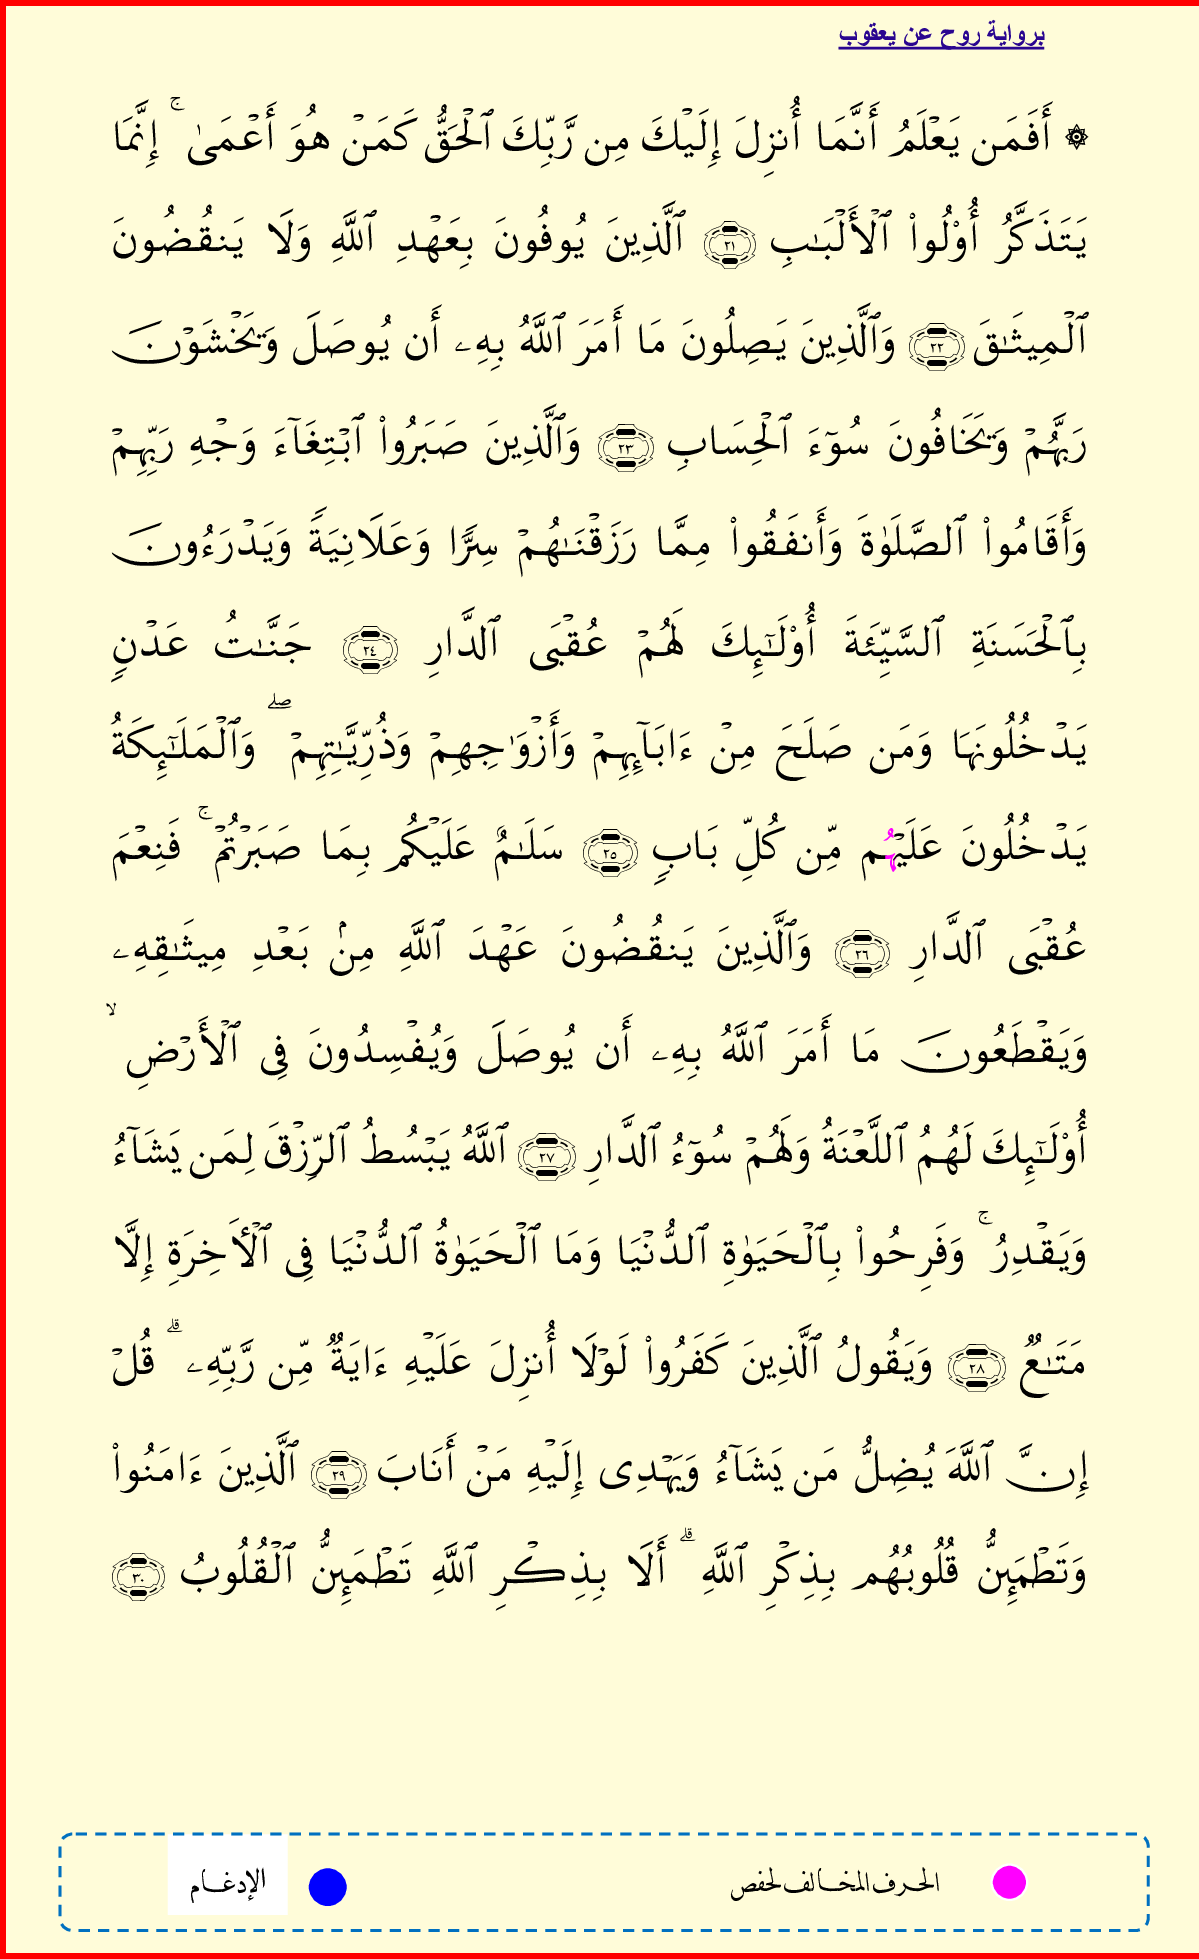 برواية روح عن يعقوب
۞ أَفَمَن يَعۡلَمُ أَنَّمَآ أُنزِلَ إِلَيۡكَ مِن رَّبِّكَ ٱلۡحَقُّ كَمَنۡ هُوَ أَعۡمَىٰٓۚ إِنَّمَا
يَتَذَكَّرُ أُوْلُواْ ٱلۡأَلۡبَٰبِ ٢١ ٱلَّذِينَ يُوفُونَ بِعَهۡدِ ٱللَّهِ وَلَا يَنقُضُونَ
ٱلۡمِيثَٰقَ ٢٢ وَٱلَّذِينَ يَصِلُونَ مَا أَمَرَ ٱللَّهُ بِهِۦ أَن يُوصَلَ وَيَخۡشَوۡنَ
رَبَّهُمۡ وَيَخَافُونَ سُوٓءَ ٱلۡحِسَابِ ٢٣ وَٱلَّذِينَ صَبَرُواْ ٱبۡتِغَآءَ وَجۡهِ رَبِّهِمۡ
وَأَقَامُواْ ٱلصَّلَوٰةَ وَأَنفَقُواْ مِمَّا رَزَقۡنَٰهُمۡ سِرّٗا وَعَلَانِيَةٗ وَيَدۡرَءُونَ
بِٱلۡحَسَنَةِ ٱلسَّيِّئَةَ أُوْلَٰٓئِكَ لَهُمۡ عُقۡبَى ٱلدَّارِ ٢٤ جَنَّٰتُ عَدۡنٖ
يَدۡخُلُونَهَا وَمَن صَلَحَ مِنۡ ءَابَآئِهِمۡ وَأَزۡوَٰجِهِمۡ وَذُرِّيَّٰتِهِمۡۖ وَٱلۡمَلَٰٓئِكَةُ
يَدۡخُلُونَ عَلَيۡهُم مِّن كُلِّ بَابٖ ٢٥ سَلَٰمٌ عَلَيۡكُم بِمَا صَبَرۡتُمۡۚ فَنِعۡمَ
عُقۡبَى ٱلدَّارِ ٢٦ وَٱلَّذِينَ يَنقُضُونَ عَهۡدَ ٱللَّهِ مِنۢ بَعۡدِ مِيثَٰقِهِۦ
وَيَقۡطَعُونَ مَا أَمَرَ ٱللَّهُ بِهِۦ أَن يُوصَلَ وَيُفۡسِدُونَ فِي ٱلۡأَرۡضِۙ
أُوْلَٰٓئِكَ لَهُمُ ٱللَّعۡنَةُ وَلَهُمۡ سُوٓءُ ٱلدَّارِ ٢٧ ٱللَّهُ يَبۡسُطُ ٱلرِّزۡقَ لِمَن يَشَآءُ
وَيَقۡدِرُۚ وَفَرِحُواْ بِٱلۡحَيَوٰةِ ٱلدُّنۡيَا وَمَا ٱلۡحَيَوٰةُ ٱلدُّنۡيَا فِي ٱلۡأٓخِرَةِ إِلَّا
مَتَٰعٞ ٢٨ وَيَقُولُ ٱلَّذِينَ كَفَرُواْ لَوۡلَا أُنزِلَ عَلَيۡهِ ءَايَةٞ مِّن رَّبِّهِۦۗ قُلۡ
إِنَّ ٱللَّهَ يُضِلُّ مَن يَشَآءُ وَيَهۡدِي إِلَيۡهِ مَنۡ أَنَابَ ٢٩ ٱلَّذِينَ ءَامَنُواْ
وَتَطۡمَئِنُّ قُلُوبُهُم بِذِكۡرِ ٱللَّهِۗ أَلَا بِذِكۡرِ ٱللَّهِ تَطۡمَئِنُّ ٱلۡقُلُوبُ ٣٠
الحرف المخالف لحفص
الإدغام